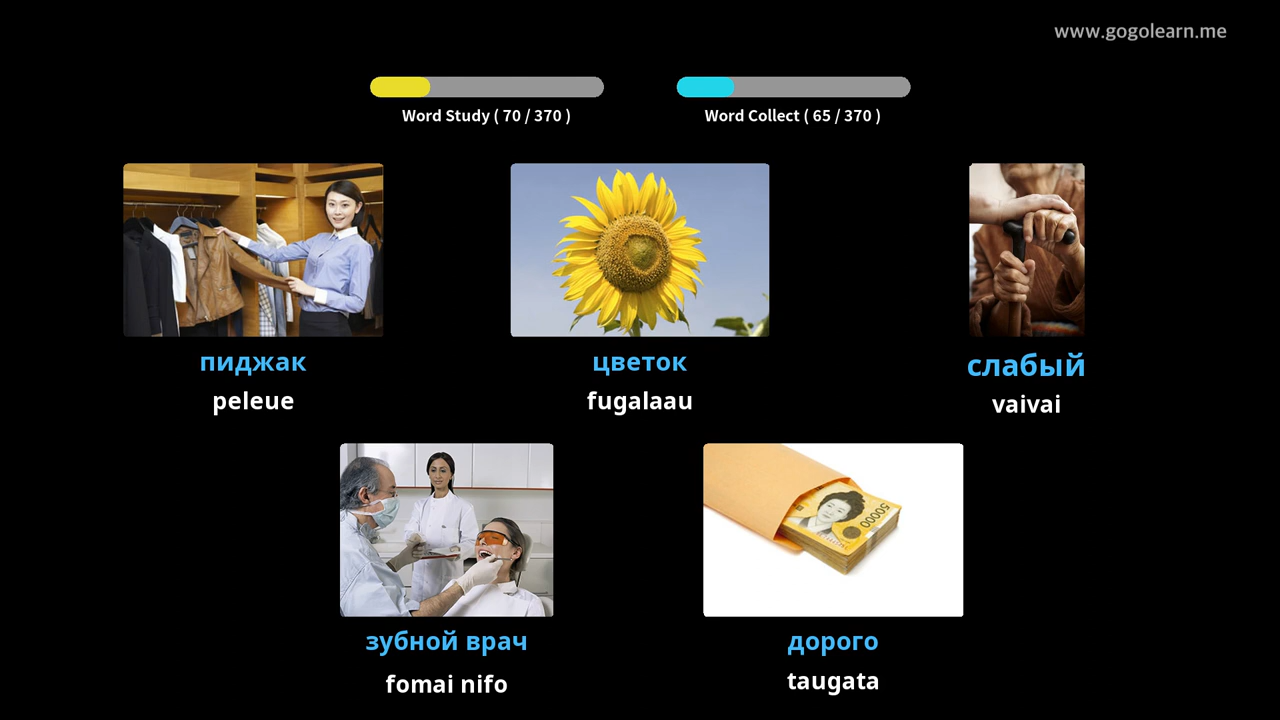 www.gogolearn.me
Word Study ( 70 / 370 )
Word Collect ( 65 / 370 )
пиджак
peleue
цветок
fugalaau
слабый
vaivai
50000
зубной врач
fomai nifo
дорого
taugata